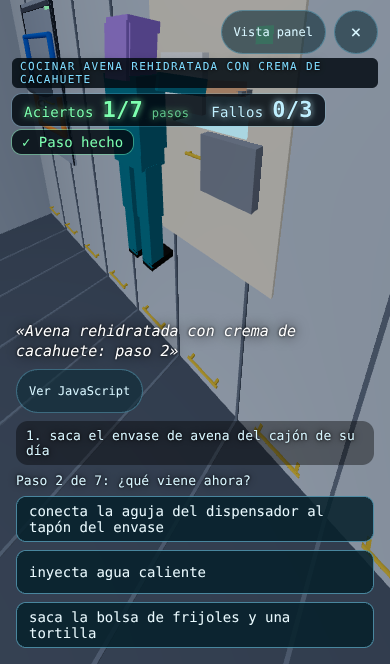 Vista panel
×
COCINAR AVENA REHIDRATADA CON CREMA DE
CACAHUETE
Aciertos 1/7 pasos Fallos 0/3
✓ Paso hecho
«Avena rehidratada con crema de
cacahuete: paso 2»
Ver JavaScript
1. saca el envase de avena del cajón de su
día
Paso 2 de 7: ¿qué viene ahora?
conecta la aguja del dispensador al
tapón del envase
inyecta agua caliente
saca la bolsa de frijoles y una
tortilla